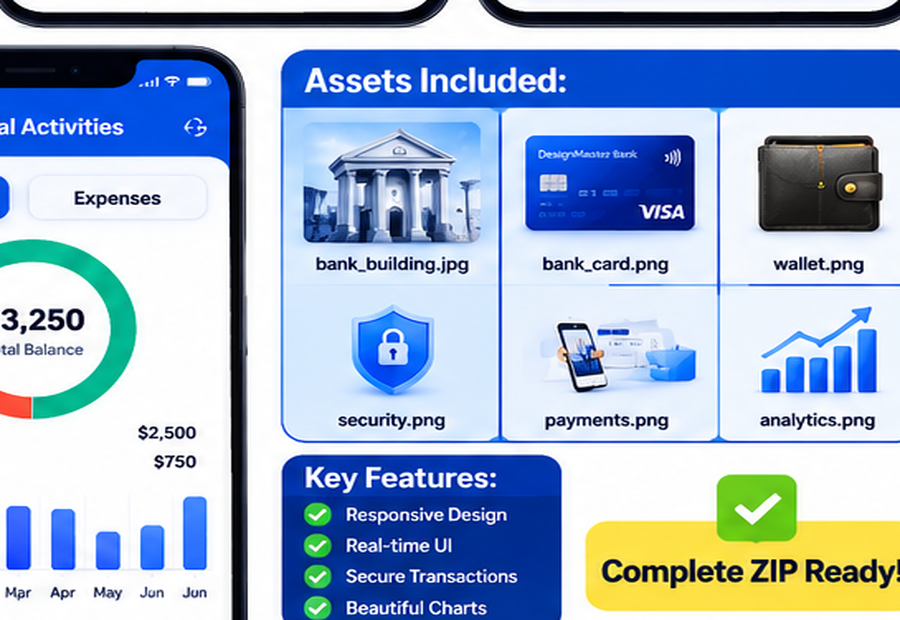 al Activities
Expenses
3,250
tal Balance
$2,500
$750
Mar Apr May Jun Jun
Assets Included:
DesignMaster Bank
VISA
bank_building.jpg
bank_card.png
wallet.png
security.png
payments.png
analytics.png
Key Features:
Responsive Design
Real-time UI
Secure Transactions
Beautiful Charts
Complete ZIP Ready!